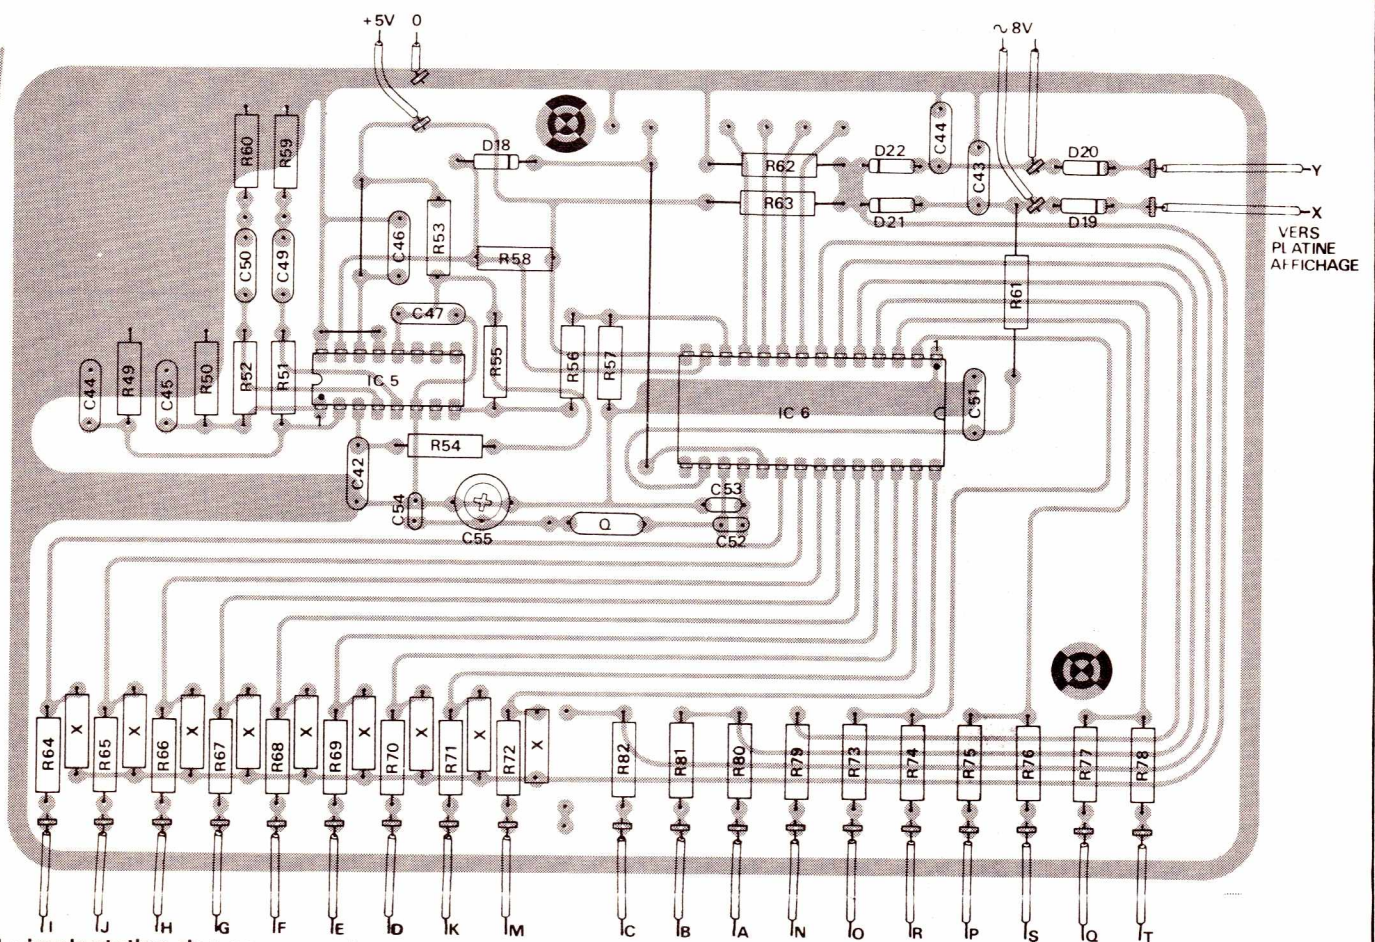 +5V 0
∿ 8V
R60
R59
D18
R62
R63
D22
D21
C44
C43
D20
D19
Y
X
VERS
PLATINE
AFFICHAGE
C50
C49
C46
R53
R58
C47
R61
C44
R49
C45
R50
R52
R51
IC 5
1
R55
R56
R57
1
IC 6
C51
R54
C42
C54
C55
Q
C53
C52
R64
X
R65
X
R66
X
R67
X
R68
X
R69
X
R70
X
R71
X
R72
X
R82
R81
R80
R79
R73
R74
R75
R76
R77
R78
I J H G F E D K M C B A N O R P S Q T